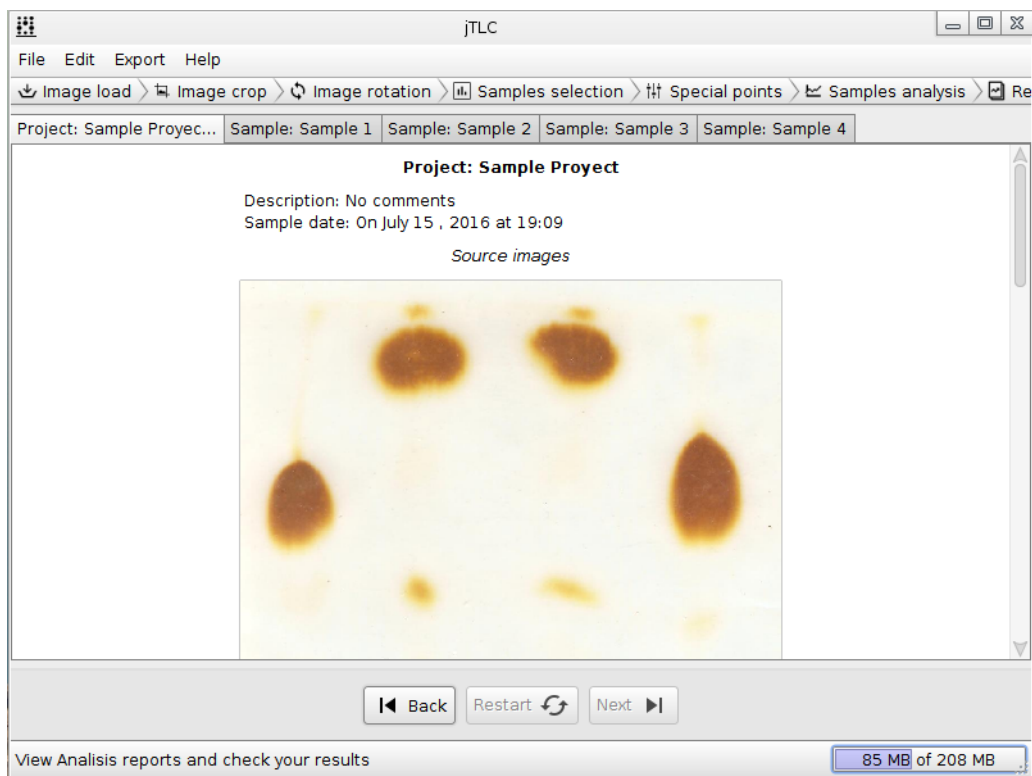 jTLC
File Edit Export Help
Image load Image crop Image rotation Samples selection Special points Samples analysis Re
Project: Sample Proyec... Sample: Sample 1 Sample: Sample 2 Sample: Sample 3 Sample: Sample 4
Project: Sample Proyect
Description: No comments
Sample date: On July 15 , 2016 at 19:09
Source images
Back Restart Next
View Analisis reports and check your results 85 MB of 208 MB